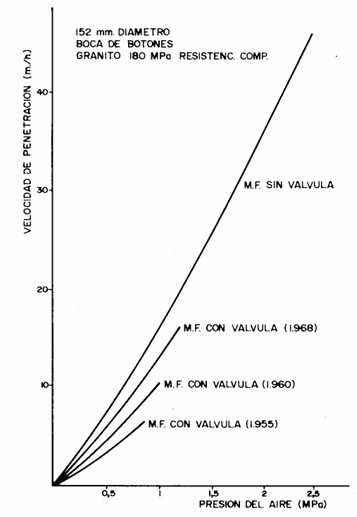 152 mm. DIAMETRO
BOCA DE BOTONES
GRANITO 180 MPa RESISTENC. COMP.
VELOCIDAD DE PENETRACION (m/h)
40
30
20
10
M.F. SIN VALVULA
M.F. CON VALVULA (1.968)
M.F. CON VALVULA (1.960)
M.F. CON VALVULA (1.955)
0,5 1 1,5 2 2,5
PRESION DEL AIRE (MPa)